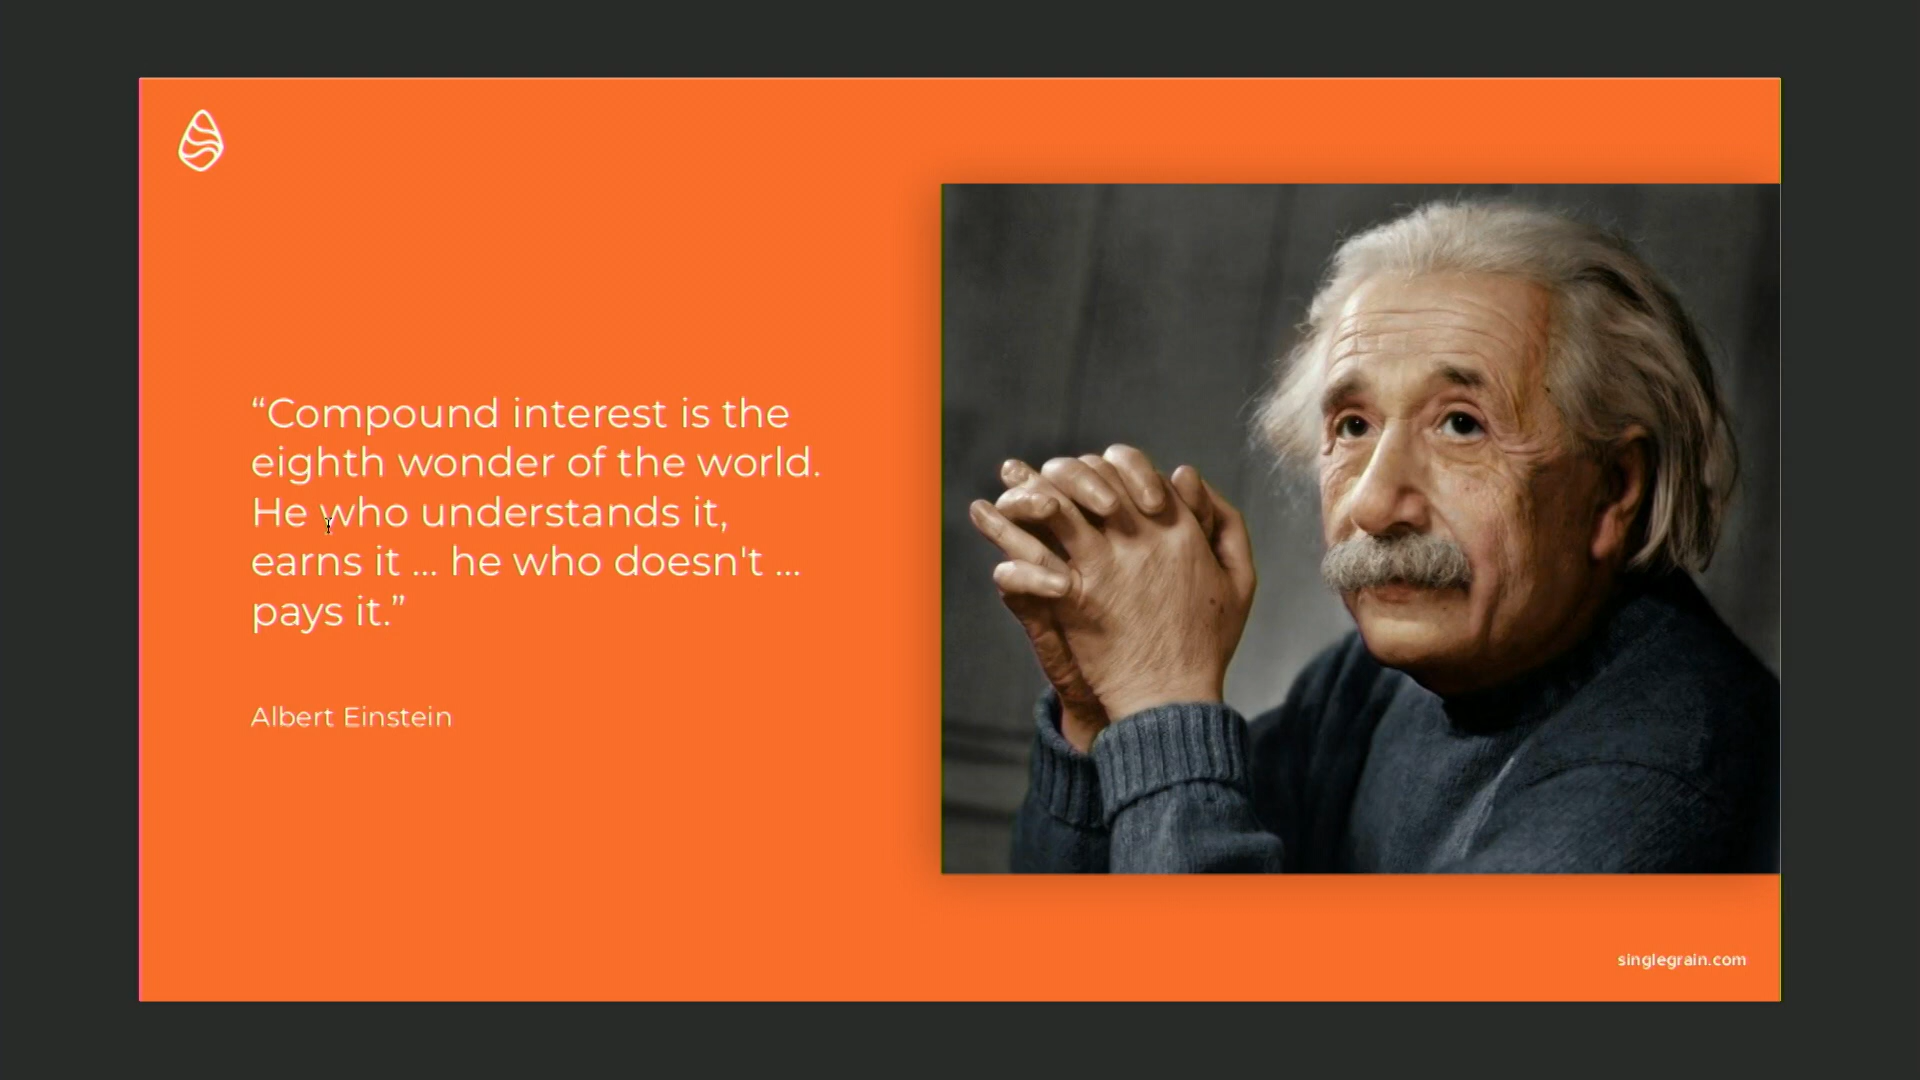 “Compound interest is the
eighth wonder of the world.
He who understands it,
earns it ... he who doesn't ...
pays it.”
Albert Einstein
singlegrain.com